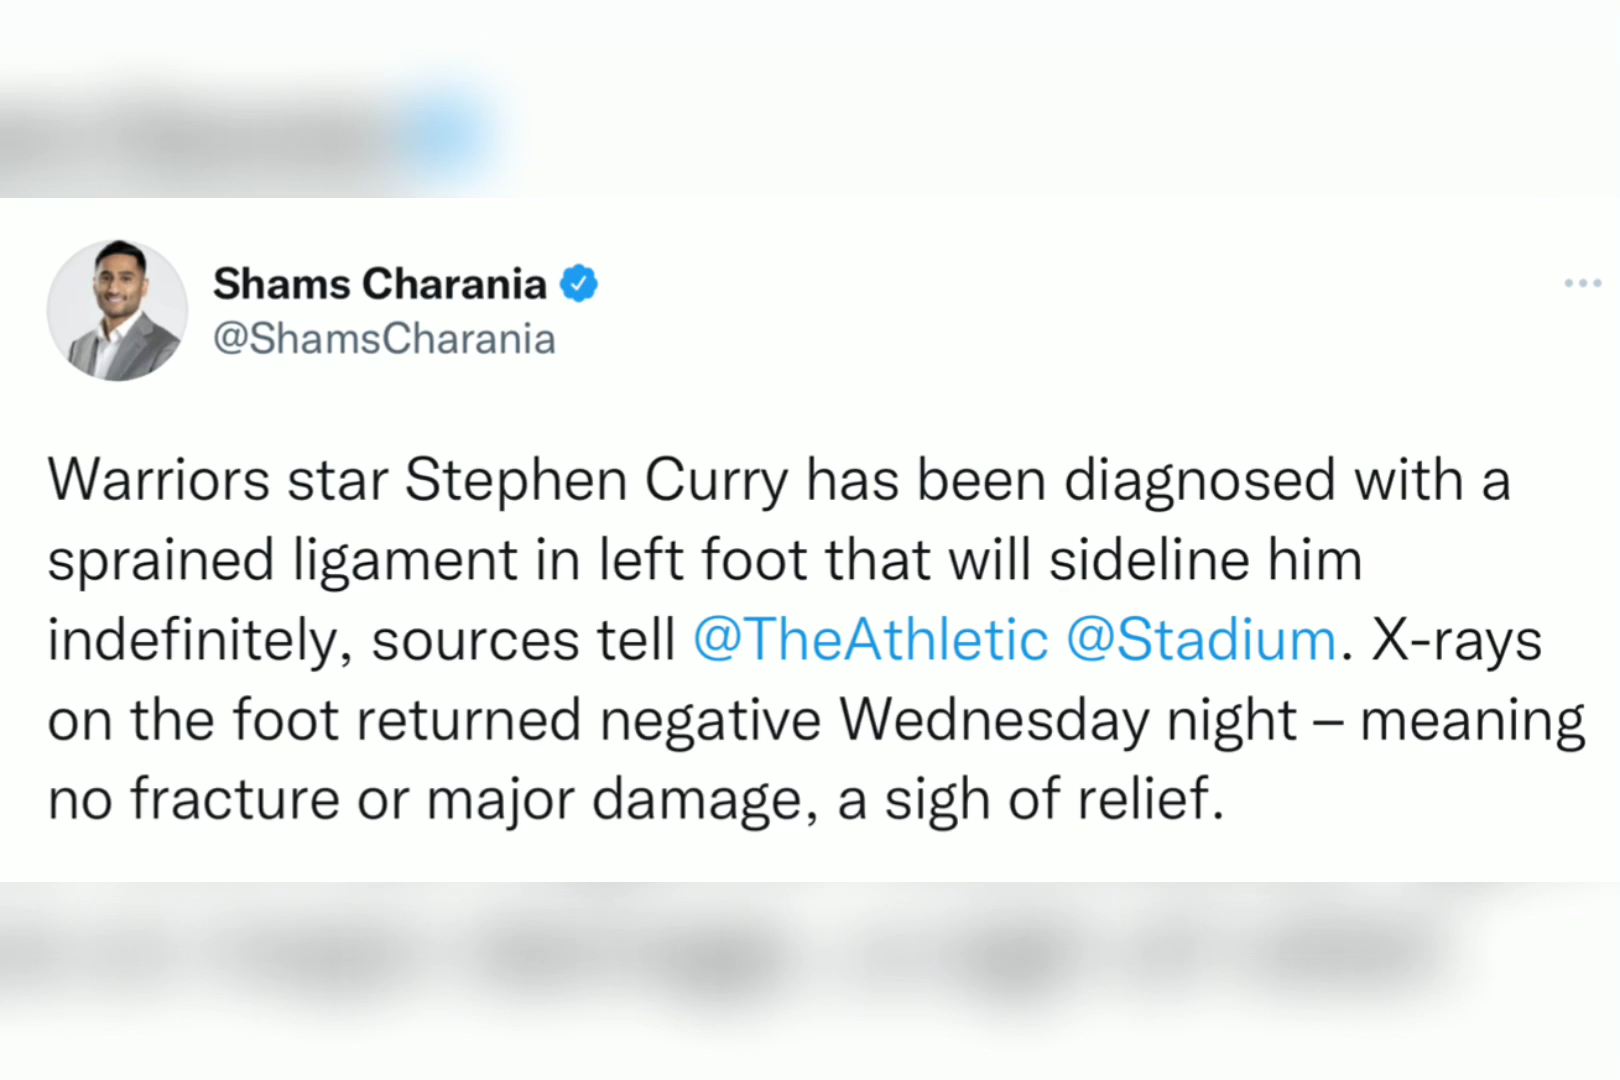 Shams Charania
@ShamsCharania
Warriors star Stephen Curry has been diagnosed with a
sprained ligament in left foot that will sideline him
indefinitely, sources tell @TheAthletic @Stadium. X-rays
on the foot returned negative Wednesday night – meaning
no fracture or major damage, a sigh of relief.